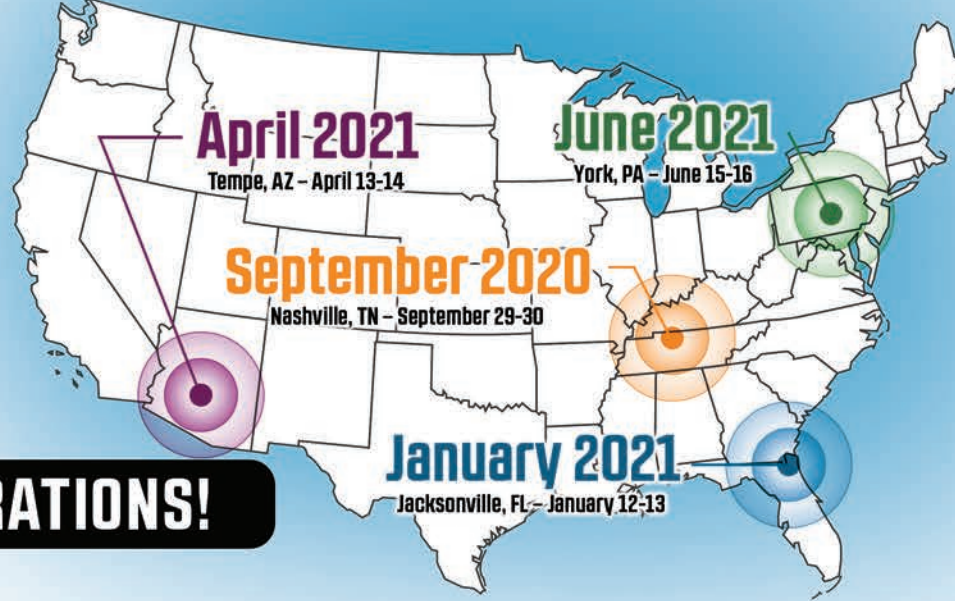 April 2021
Tempe, AZ – April 13-14
June 2021
York, PA – June 15-16
September 2020
Nashville, TN – September 29-30
January 2021
Jacksonville, FL – January 12-13
RATIONS!